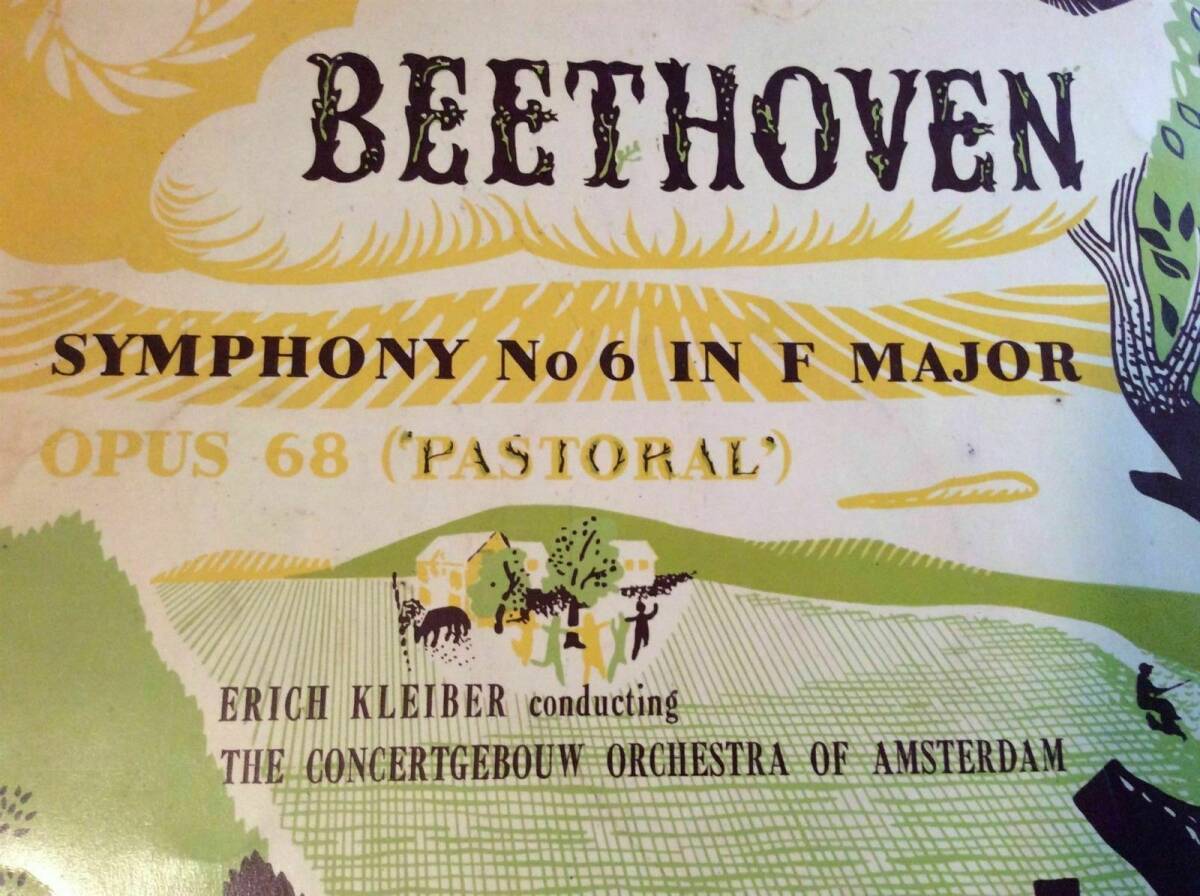 BEETHOVEN
SYMPHONY No 6 IN F MAJOR
OPUS 68 ('PASTORAL')
ERICH KLEIBER conducting
THE CONCERTGEBOUW ORCHESTRA OF AMSTERDAM